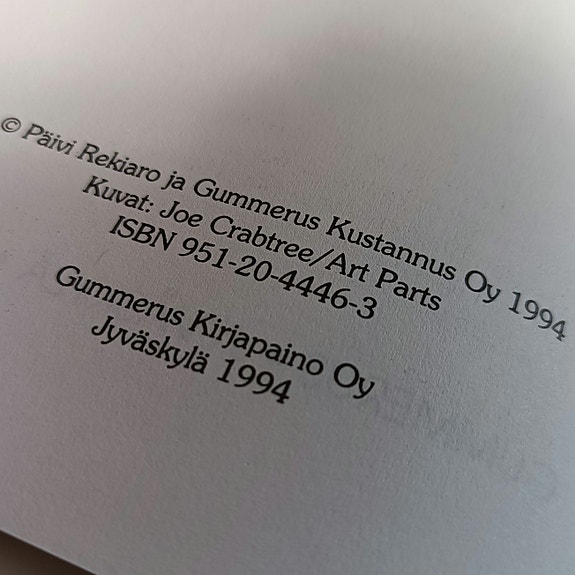 © Päivi Rekiaro ja Gummerus Kustannus Oy 1994
Kuvat: Joe Crabtree/Art Parts
ISBN 951-20-4446-3
Gummerus Kirjapaino Oy
Jyväskylä 1994